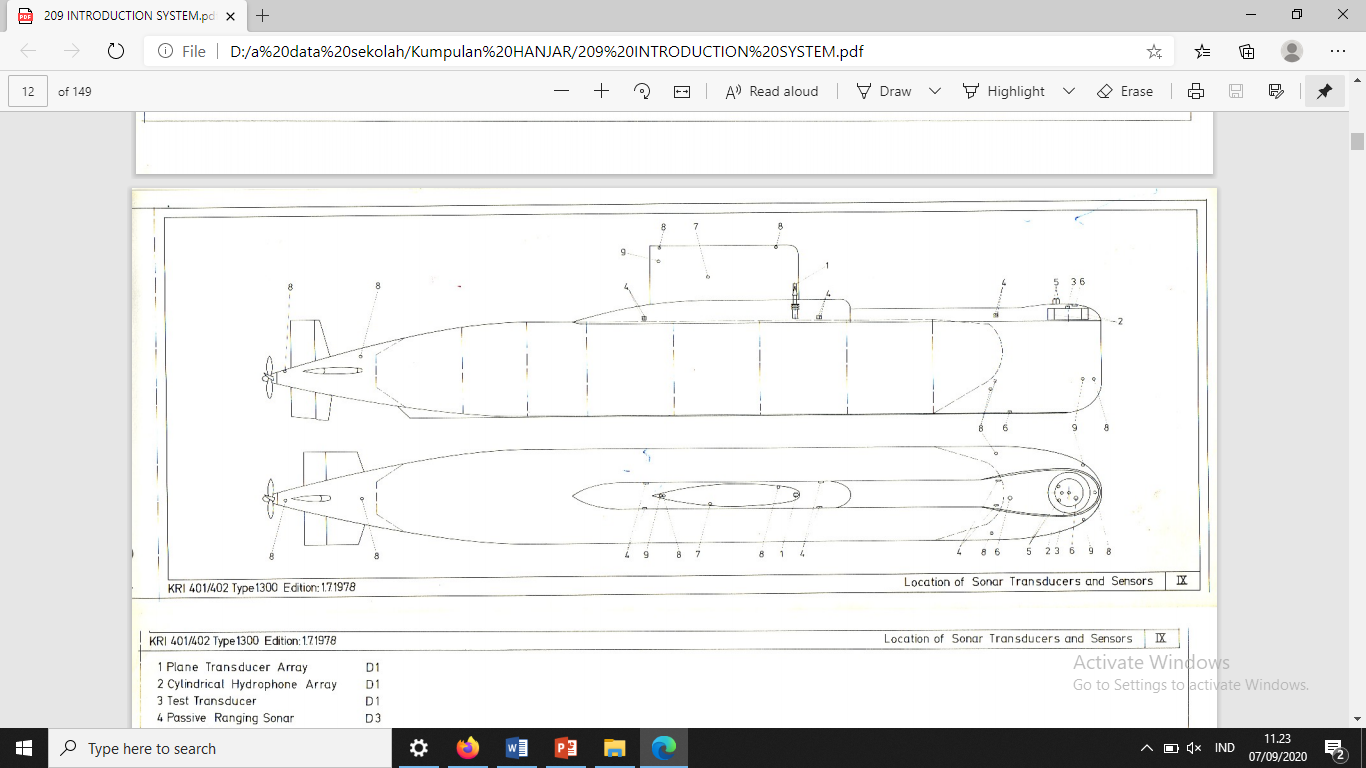 209 INTRODUCTION SYSTEM.pd
File D:/a%20data%20sekolah/Kumpulan%20HANJAR/209%20INTRODUCTION%20SYSTEM.pdf
12 of 149 Read aloud Draw Highlight Erase
8 7 8
9
1
4 4 4 5 3 6
8 8
2
8 6 9 8
8 8 4 9 8 7 8 1 4 4 8 6 5 2 3 6 9 8
KRI 401/402 Type 1300 Edition: 1.7.1978 Location of Sonar Transducers and Sensors IX
KRI 401/402 Type 1300 Edition: 1.7.1978 Location of Sonar Transducers and Sensors IX
1 Plane Transducer Array D1
2 Cylindrical Hydrophone Array D1
3 Test Transducer D1
4 Passive Ranging Sonar D3
Activate Windows
Go to Settings to activate Windows.
Type here to search
IND
11.23
07/09/2020
2